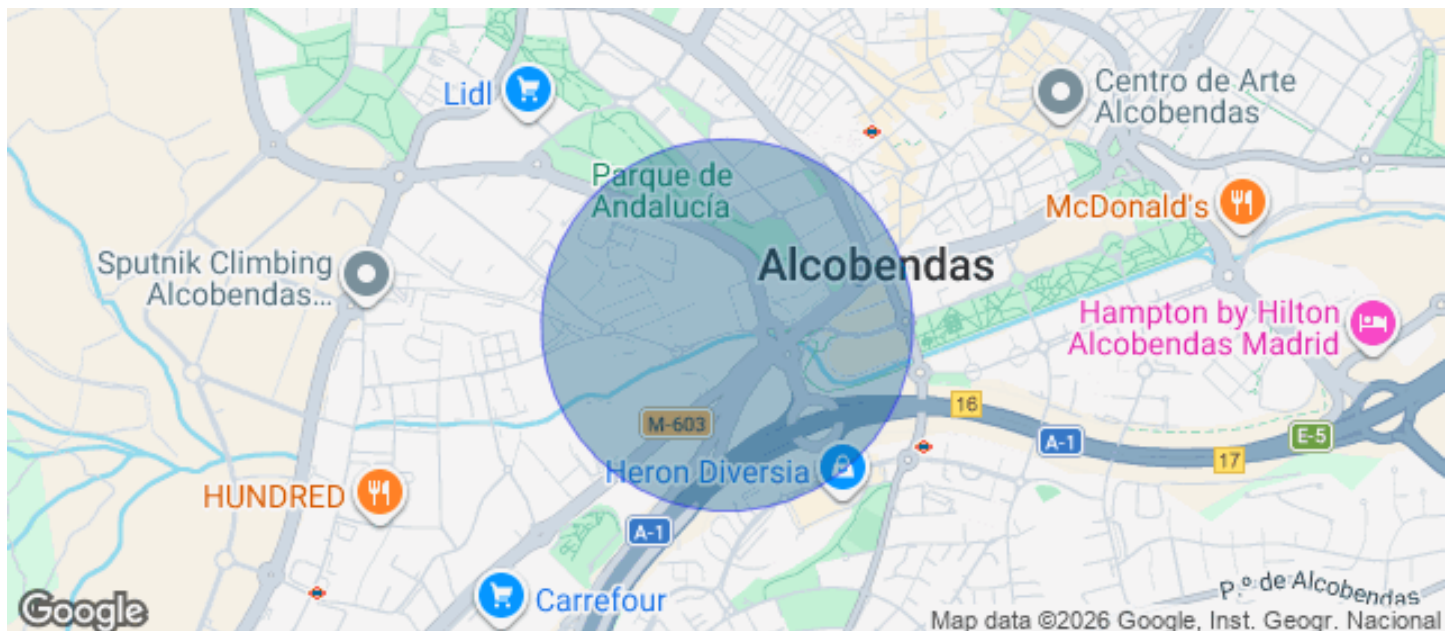 Lidl
Centro de Arte
Alcobendas
Parque de
Andalucía
McDonald's
Sputnik Climbing
Alcobendas...
Alcobendas
Hampton by Hilton
Alcobendas Madrid
16
M-603
A-1
E-5
17
Heron Diversia
HUNDRED
A-1
Carrefour
P.º de Alcobendas
Google
Map data ©2026 Google, Inst. Geogr. Nacional